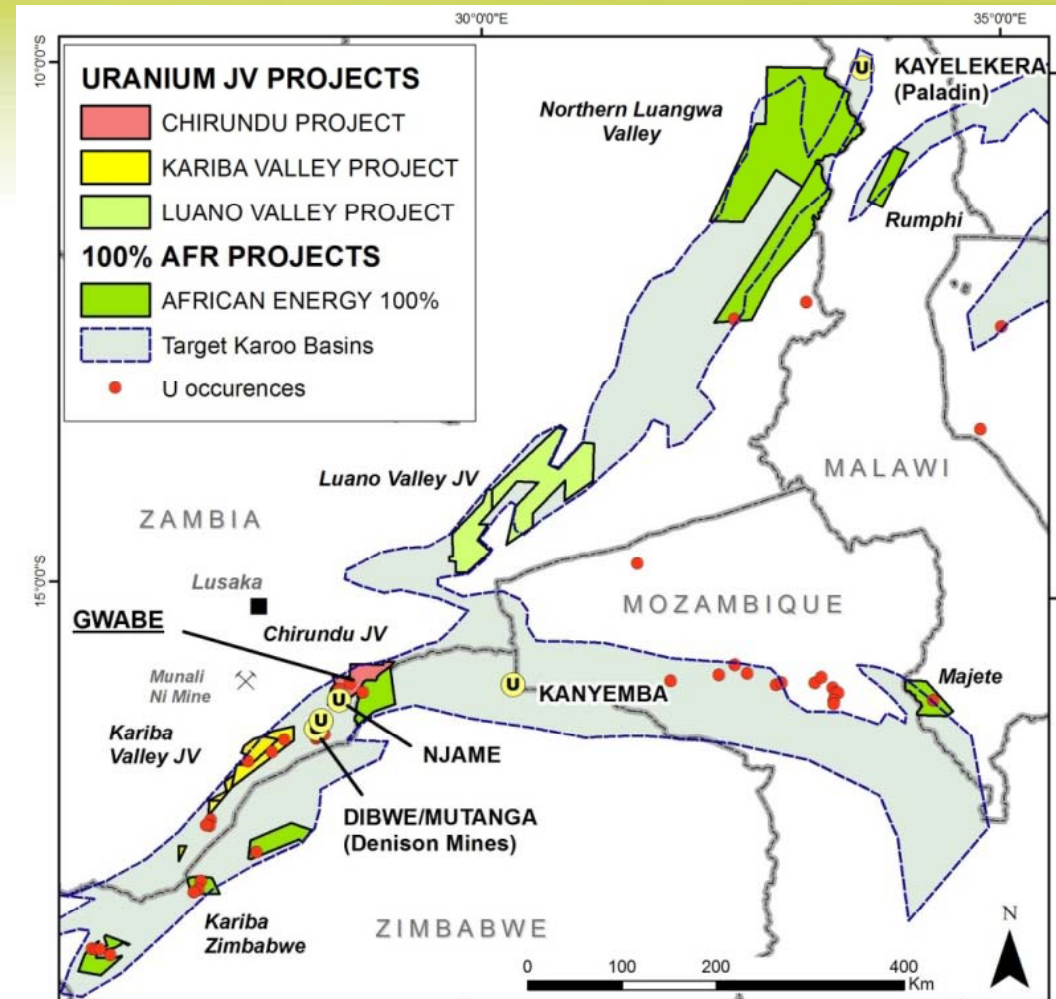 30°0'0"E
35°0'0"E
10°0'0"S
15°0'0"S
URANIUM JV PROJECTS
CHIRUNDU PROJECT
KARIBA VALLEY PROJECT
LUANO VALLEY PROJECT
100% AFR PROJECTS
AFRICAN ENERGY 100%
Target Karoo Basins
U occurences
U
KAYELEKERA
(Paladin)
Northern Luangwa
Valley
Rumphi
Luano Valley JV
MALAWI
ZAMBIA
Lusaka
MOZAMBIQUE
GWABE
Chirundu JV
Munali
Ni Mine
U
KANYEMBA
Majete
U
U
Kariba
Valley JV
NJAME
DIBWE/MUTANGA
(Denison Mines)
Kariba
Zimbabwe
ZIMBABWE
N
0 100 200 400
Km